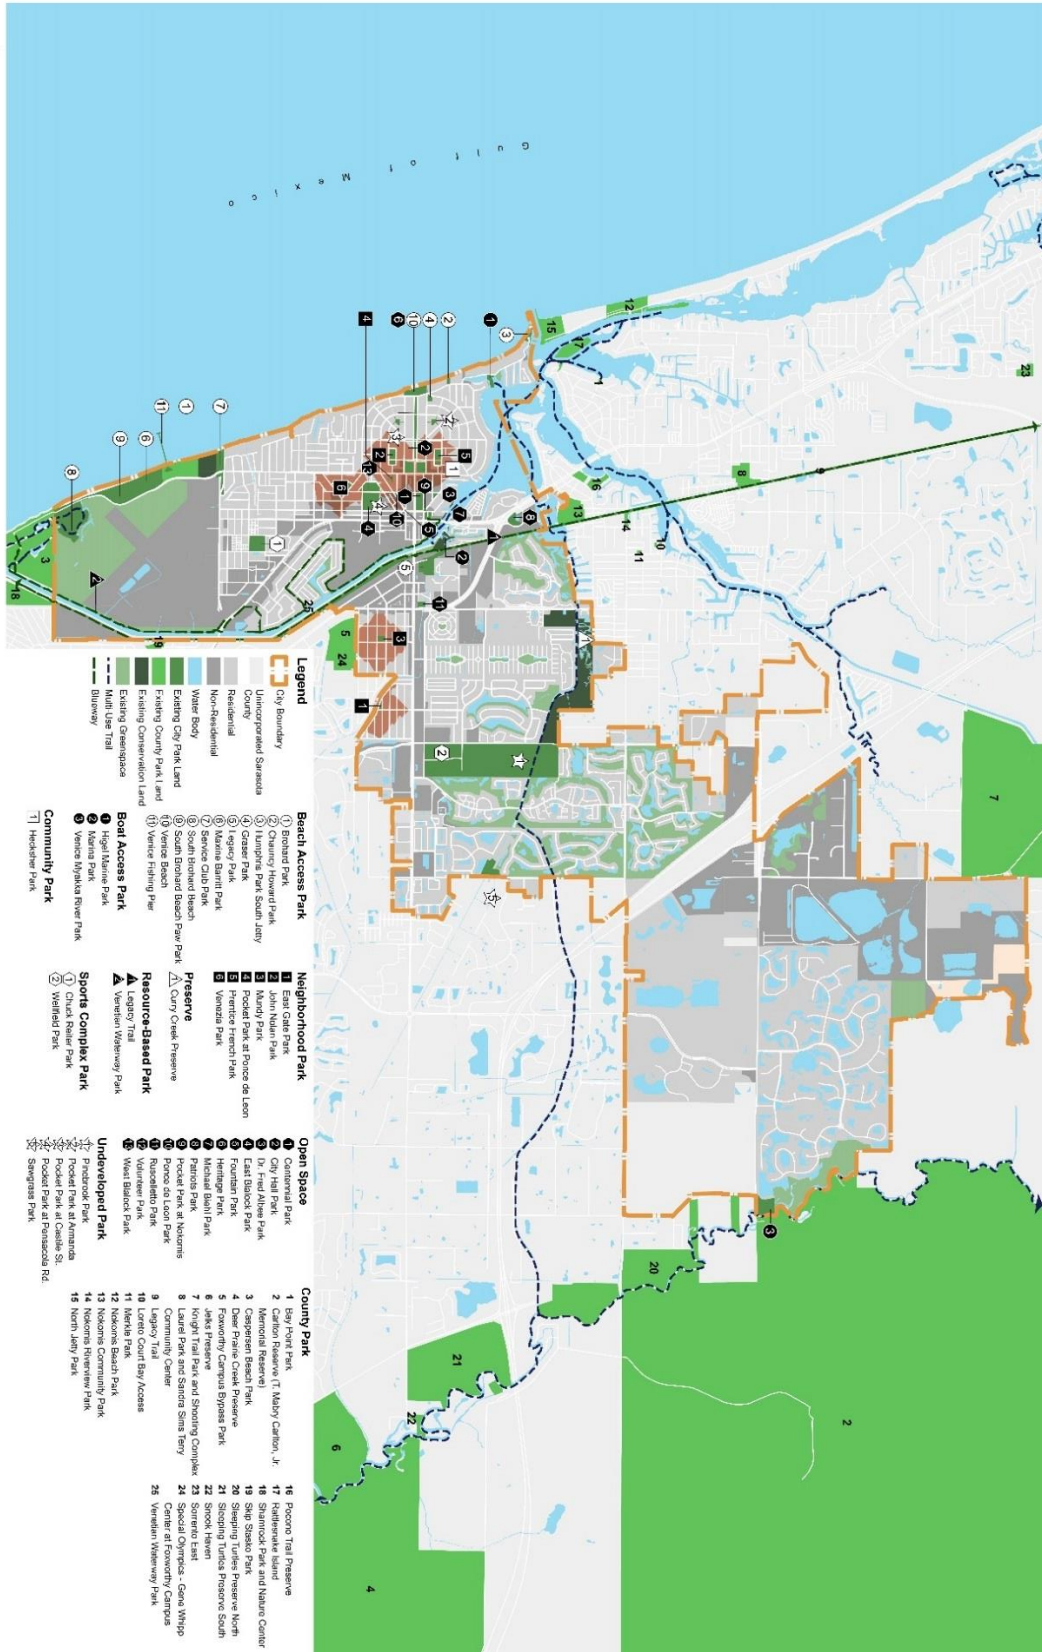 Gulf of Mexico
Legend
City Boundary
Unincorporated Sarasota
County
Residential
Non-Residential
Water Body
Existing City Park Land
Existing County Park Land
Existing Conservation Land
Existing Greenspace
Multi-Use Trail
Blueway
Beach Access Park
1 Brohard Park
2 Chauncy Howard Park
3 Humphris Park South Jetty
4 Graser Park
5 Legacy Park
6 Maxine Barritt Park
7 Service Club Park
8 South Brohard Beach
9 South Brohard Beach Paw Park
10 Venice Beach
11 Venice Fishing Pier
Boat Access Park
1 Higel Marine Park
2 Marina Park
3 Venice Myakka River Park
Community Park
1 Hecksher Park
Neighborhood Park
1 East Gate Park
2 John Nolan Park
3 Mundy Park
4 Pocket Park at Ponce de Leon
5 Prentice French Park
6 Venezia Park
Preserve
1 Curry Creek Preserve
Resource-Based Park
1 Legacy Trail
2 Venetian Waterway Park
Sports Complex Park
1 Chuck Reiter Park
2 Wellfield Park
Open Space
1 Centennial Park
2 City Hall Park
3 Dr. Fred Albee Park
4 East Blalock Park
5 Fountain Park
6 Heritage Park
7 Michael Biehl Park
8 Patriots Park
9 Pocket Park at Nokomis
10 Ponce de Leon Park
11 Ruscelletto Park
12 Volunteer Park
13 West Blalock Park
Undeveloped Park
1 Pinebrook Park
2 Pocket Park at Armanda
3 Pocket Park at Castile St.
4 Pocket Park at Pensacola Rd.
5 Sawgrass Park
County Park
1 Bay Point Park
2 Carlton Reserve (T. Mabry Carlton, Jr.
Memorial Reserve)
3 Caspersen Beach Park
4 Deer Prairie Creek Preserve
5 Foxworthy Campus Bypass Park
6 Jelks Preserve
7 Knight Trail Park and Shooting Complex
8 Laurel Park and Sandra Sims Terry
Community Center
9 Legacy Trail
10 Loreto Court Bay Access
11 Merkle Park
12 Nokomis Beach Park
13 Nokomis Community Park
14 Nokomis Riverview Park
15 North Jetty Park
16 Pocono Trail Preserve
17 Rattlesnake Island
18 Shamrock Park and Nature Center
19 Skip Stasko Park
20 Sleeping Turtles Preserve North
21 Sleeping Turtles Preserve South
22 Snook Haven
23 Sorrento East
24 Special Olympics - Gene Whipp
Center at Foxworthy Campus
25 Venetian Waterway Park